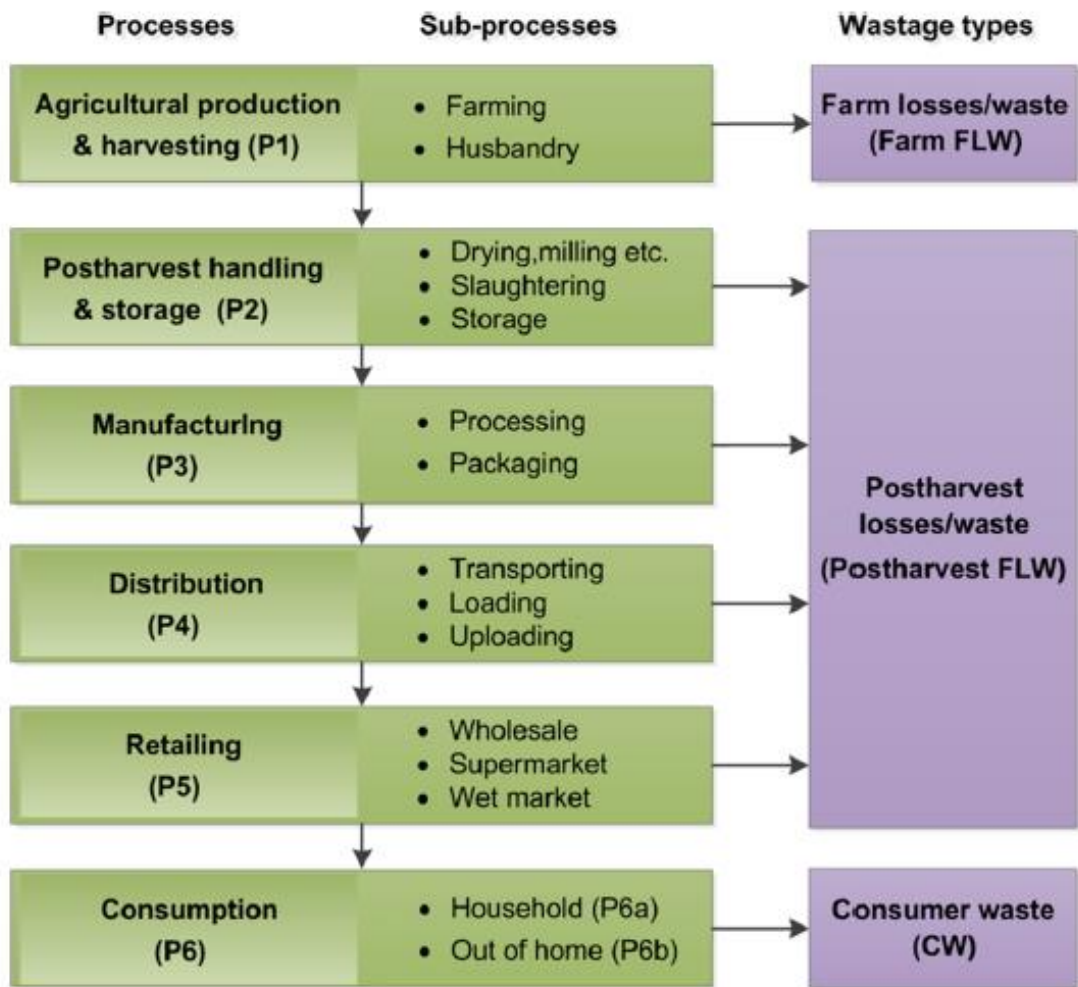 Processes
Sub-processes
Wastage types
Agricultural production
& harvesting (P1)
• Farming
• Husbandry
Farm losses/waste
(Farm FLW)
Postharvest handling
& storage (P2)
• Drying,milling etc.
• Slaughtering
• Storage
Manufacturing
(P3)
• Processing
• Packaging
Postharvest
losses/waste
(Postharvest FLW)
Distribution
(P4)
• Transporting
• Loading
• Uploading
Retailing
(P5)
• Wholesale
• Supermarket
• Wet market
Consumption
(P6)
• Household (P6a)
• Out of home (P6b)
Consumer waste
(CW)